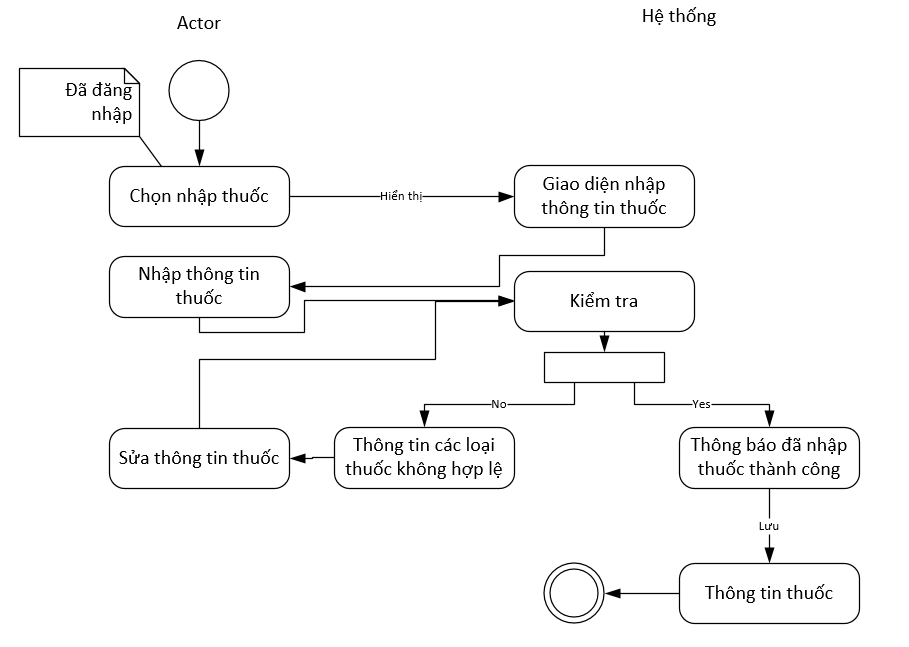 Actor
Hệ thống
Đã đăng
nhập
Chọn nhập thuốc
Hiển thị
Giao diện nhập
thông tin thuốc
Nhập thông tin
thuốc
Kiểm tra
No
Yes
Sửa thông tin thuốc
Thông tin các loại
thuốc không hợp lệ
Thông báo đã nhập
thuốc thành công
Lưu
Thông tin thuốc